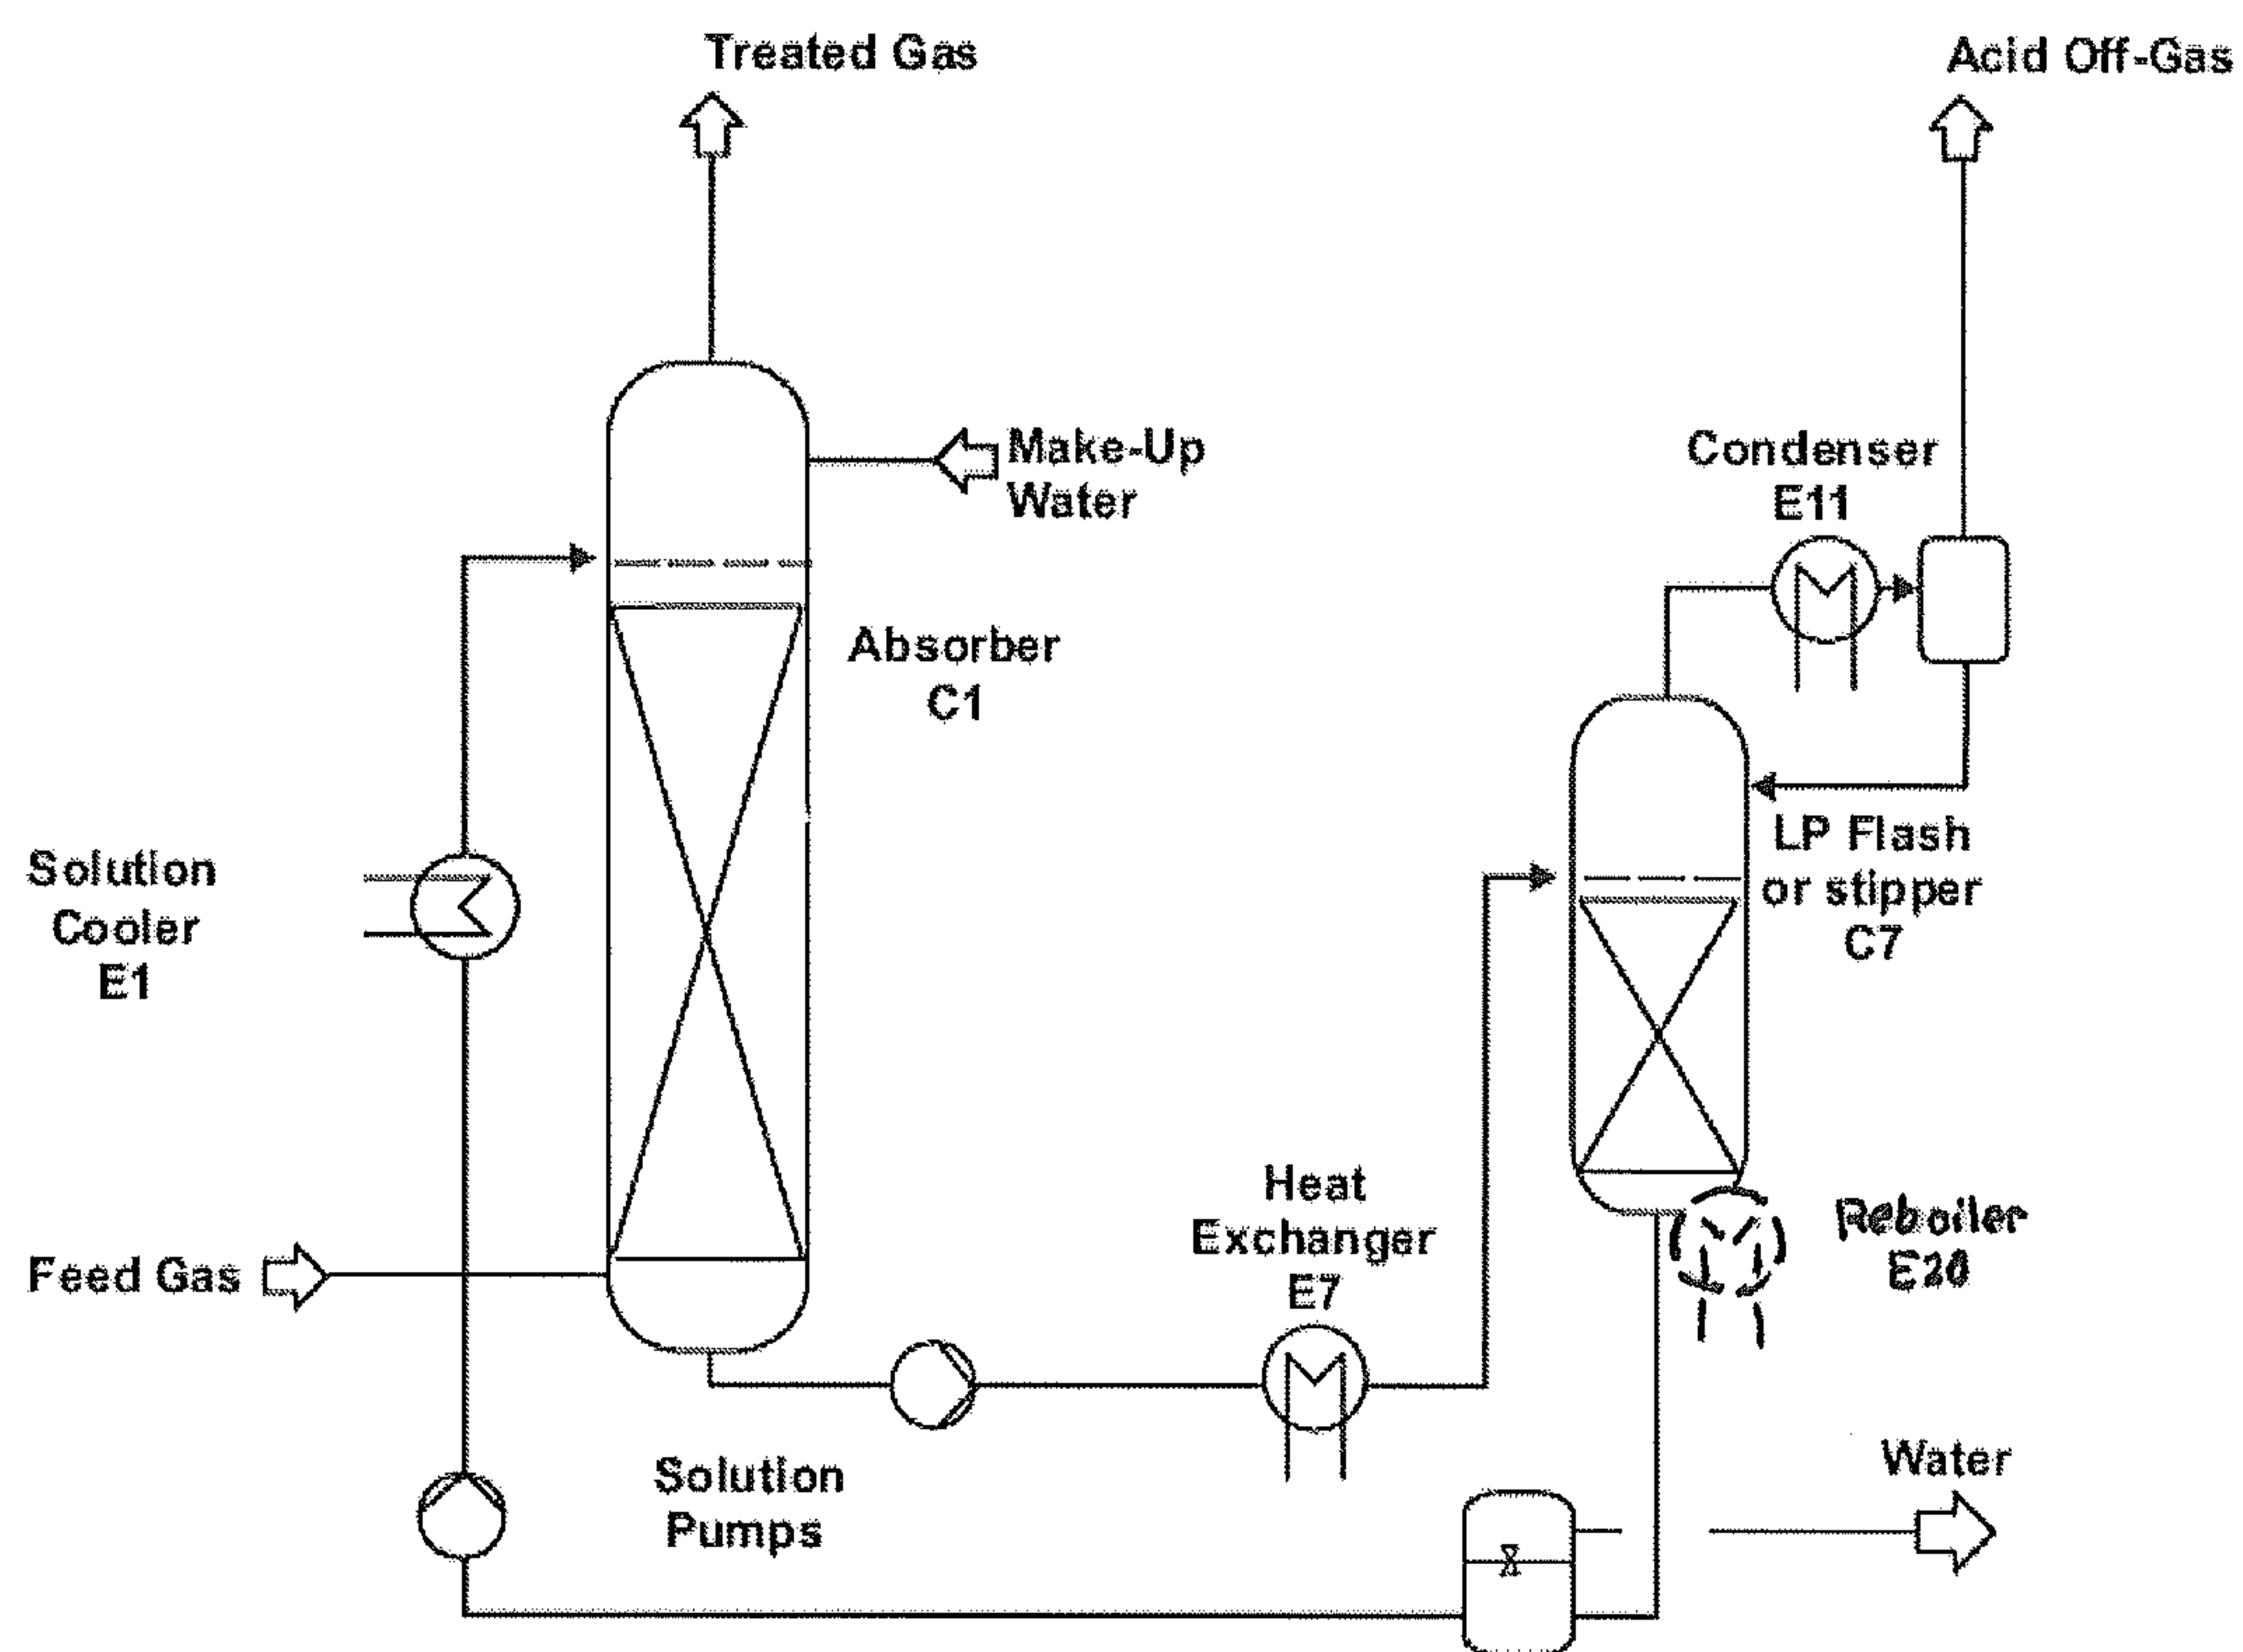 Treated Gas
Acid Off-Gas
Make-Up
Water
Condenser
E11
Absorber
C1
LP Flash
or stipper
C7
Solution
Cooler
E1
Heat
Exchanger
E7
Reboiler
E20
Feed Gas
Solution
Pumps
Water